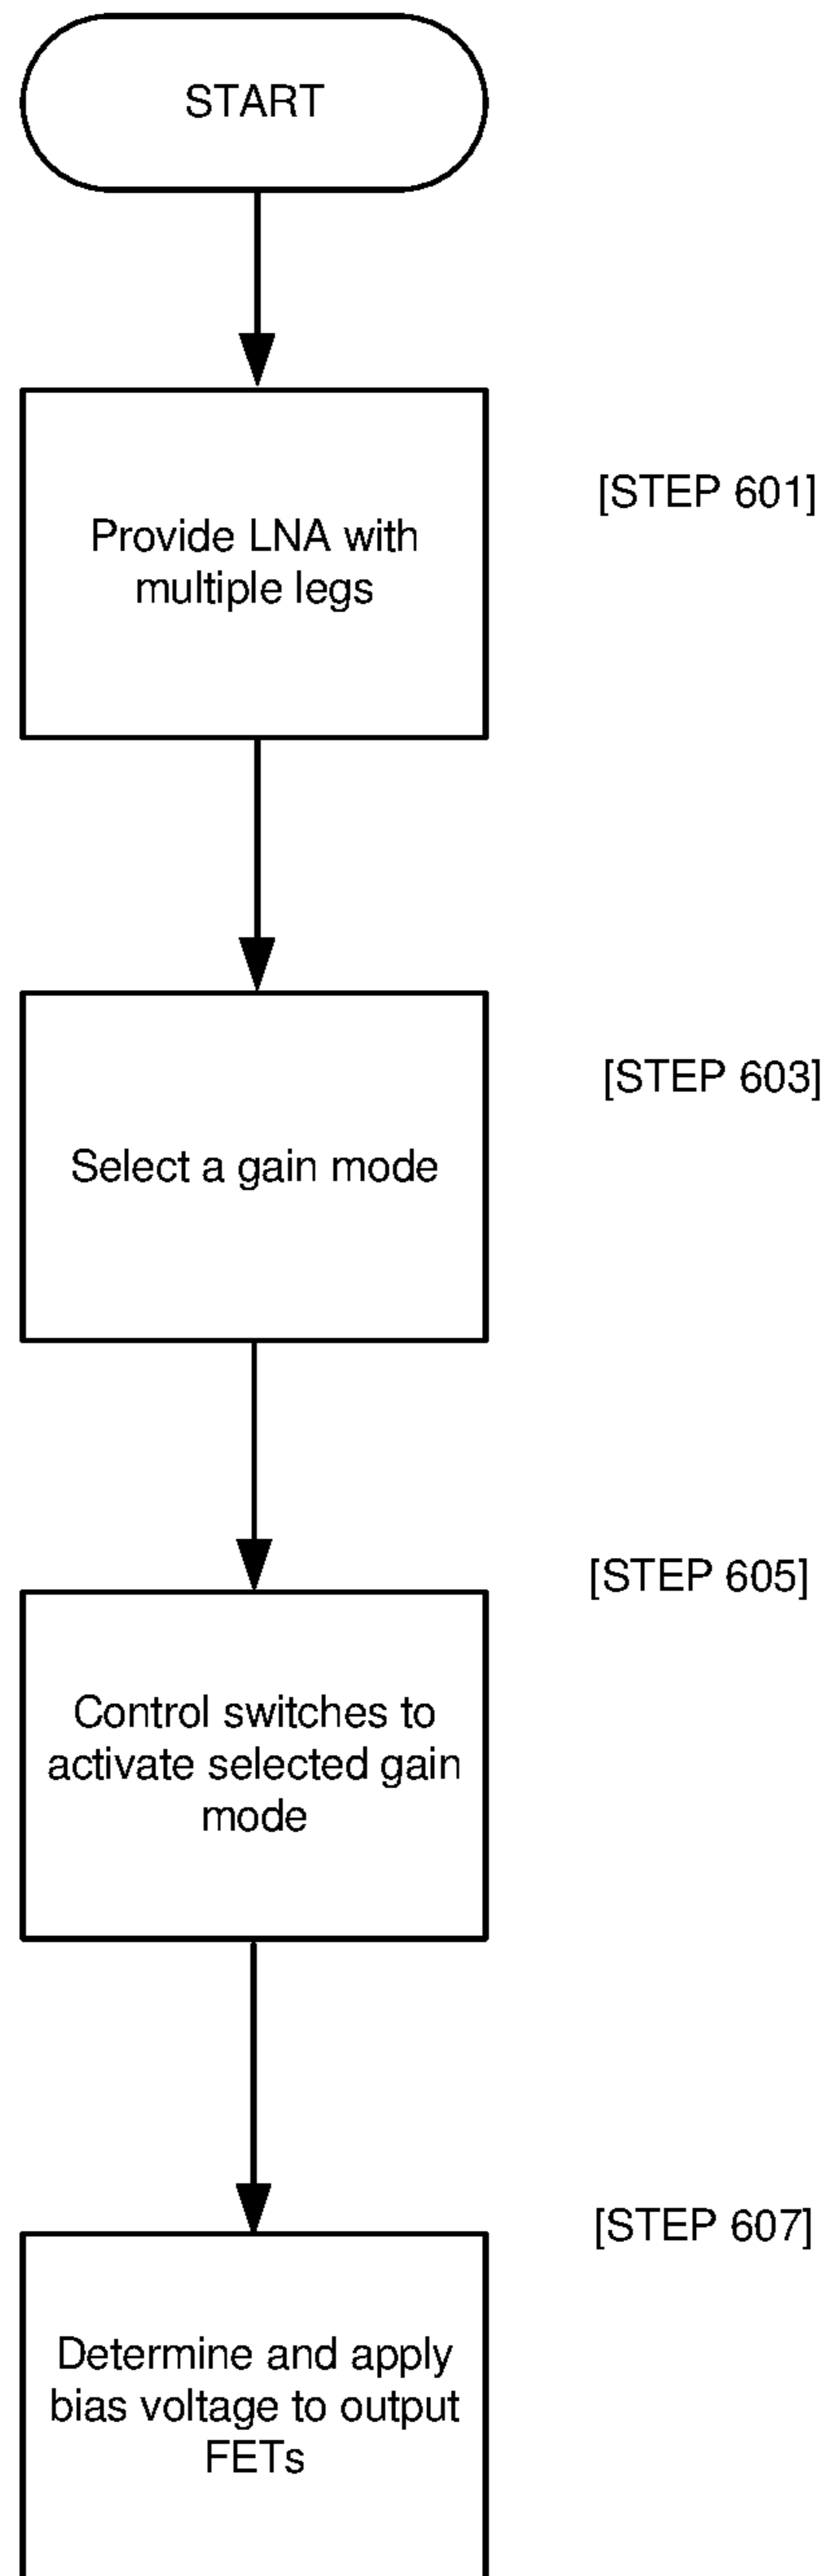 START
[STEP 601]
Provide LNA with
multiple legs
[STEP 603]
Select a gain mode
[STEP 605]
Control switches to
activate selected gain
mode
[STEP 607]
Determine and apply
bias voltage to output
FETs